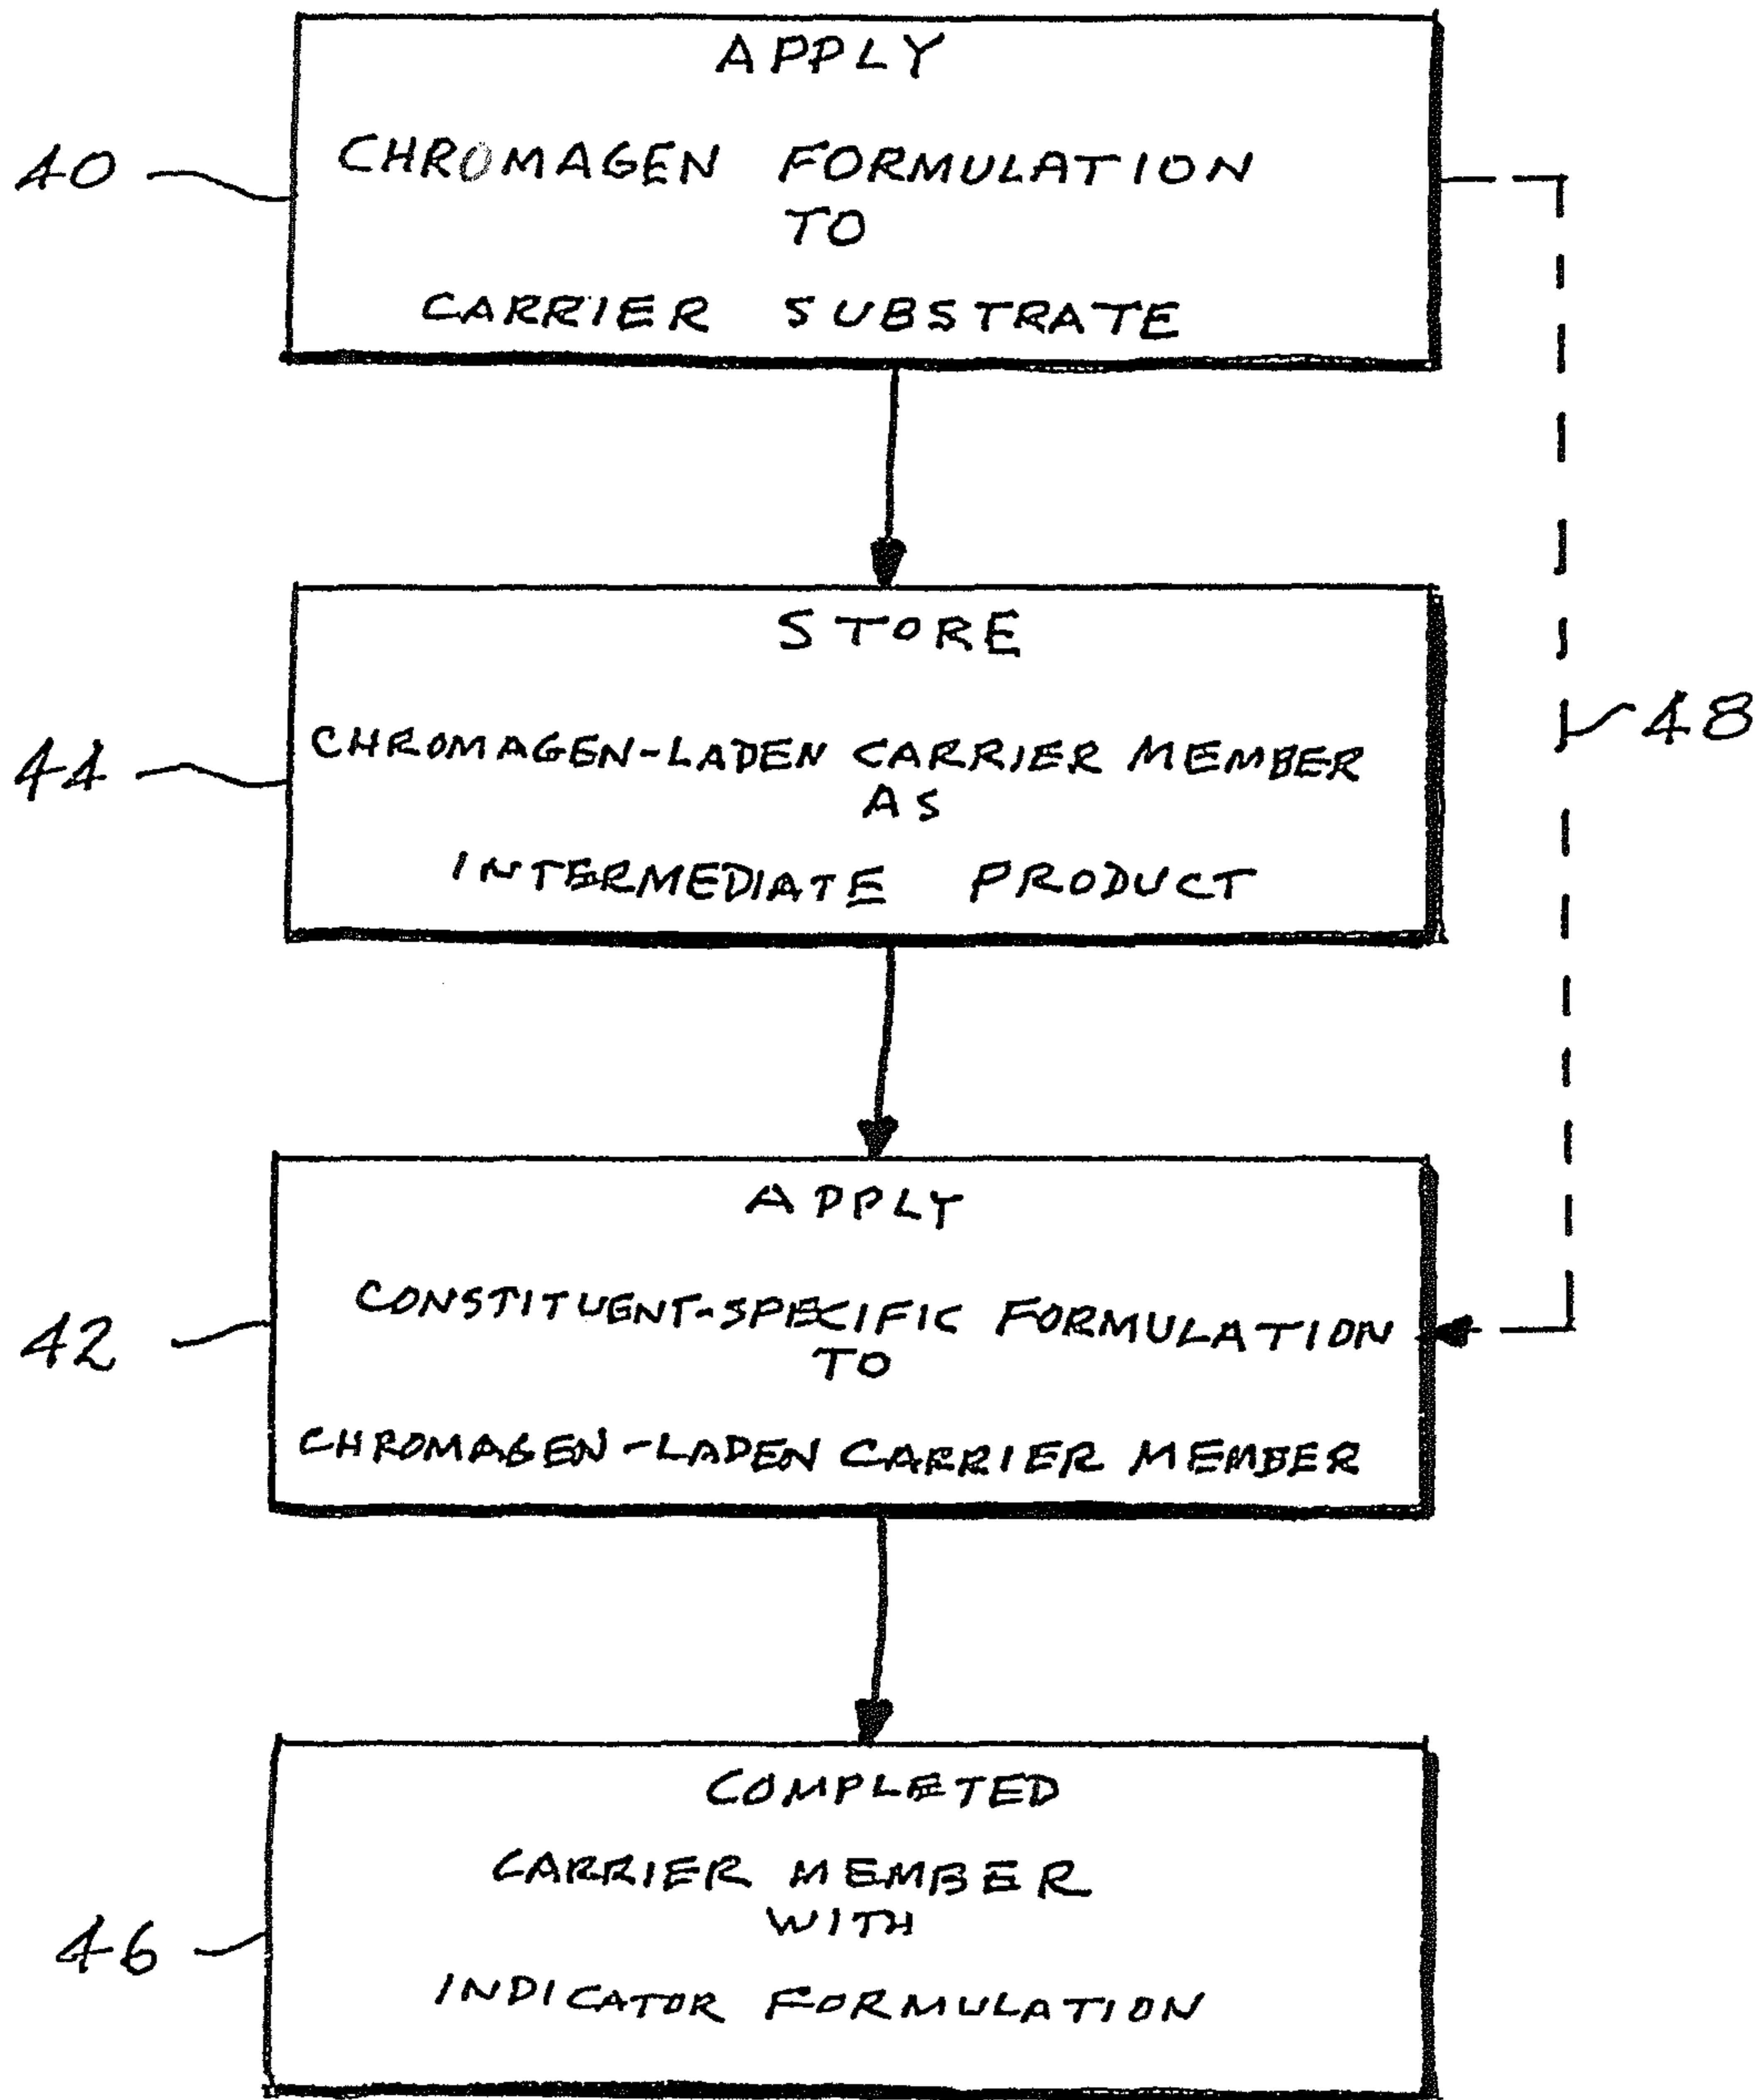 APPLY
40
CHROMAGEN FORMULATION
TO
CARRIER SUBSTRATE
STORE
44
CHROMAGEN-LADEN CARRIER MEMBER
AS
INTERMEDIATE PRODUCT
48
APPLY
42
CONSTITUENT-SPECIFIC FORMULATION
TO
CHROMAGEN-LADEN CARRIER MEMBER
COMPLETED
46
CARRIER MEMBER
WITH
INDICATOR FORMULATION